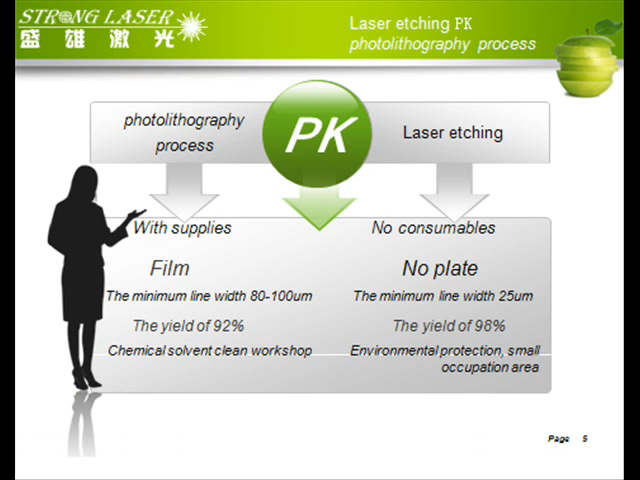 STRONG LASER
盛雄激光
Laser etching PK
photolithography process
photolithography
process
PK
Laser etching
With supplies
No consumables
Film
No plate
The minimum line width 80-100um
The minimum line width 25um
The yield of 92%
The yield of 98%
Chemical solvent clean workshop
Environmental protection, small
occupation area
Page 5